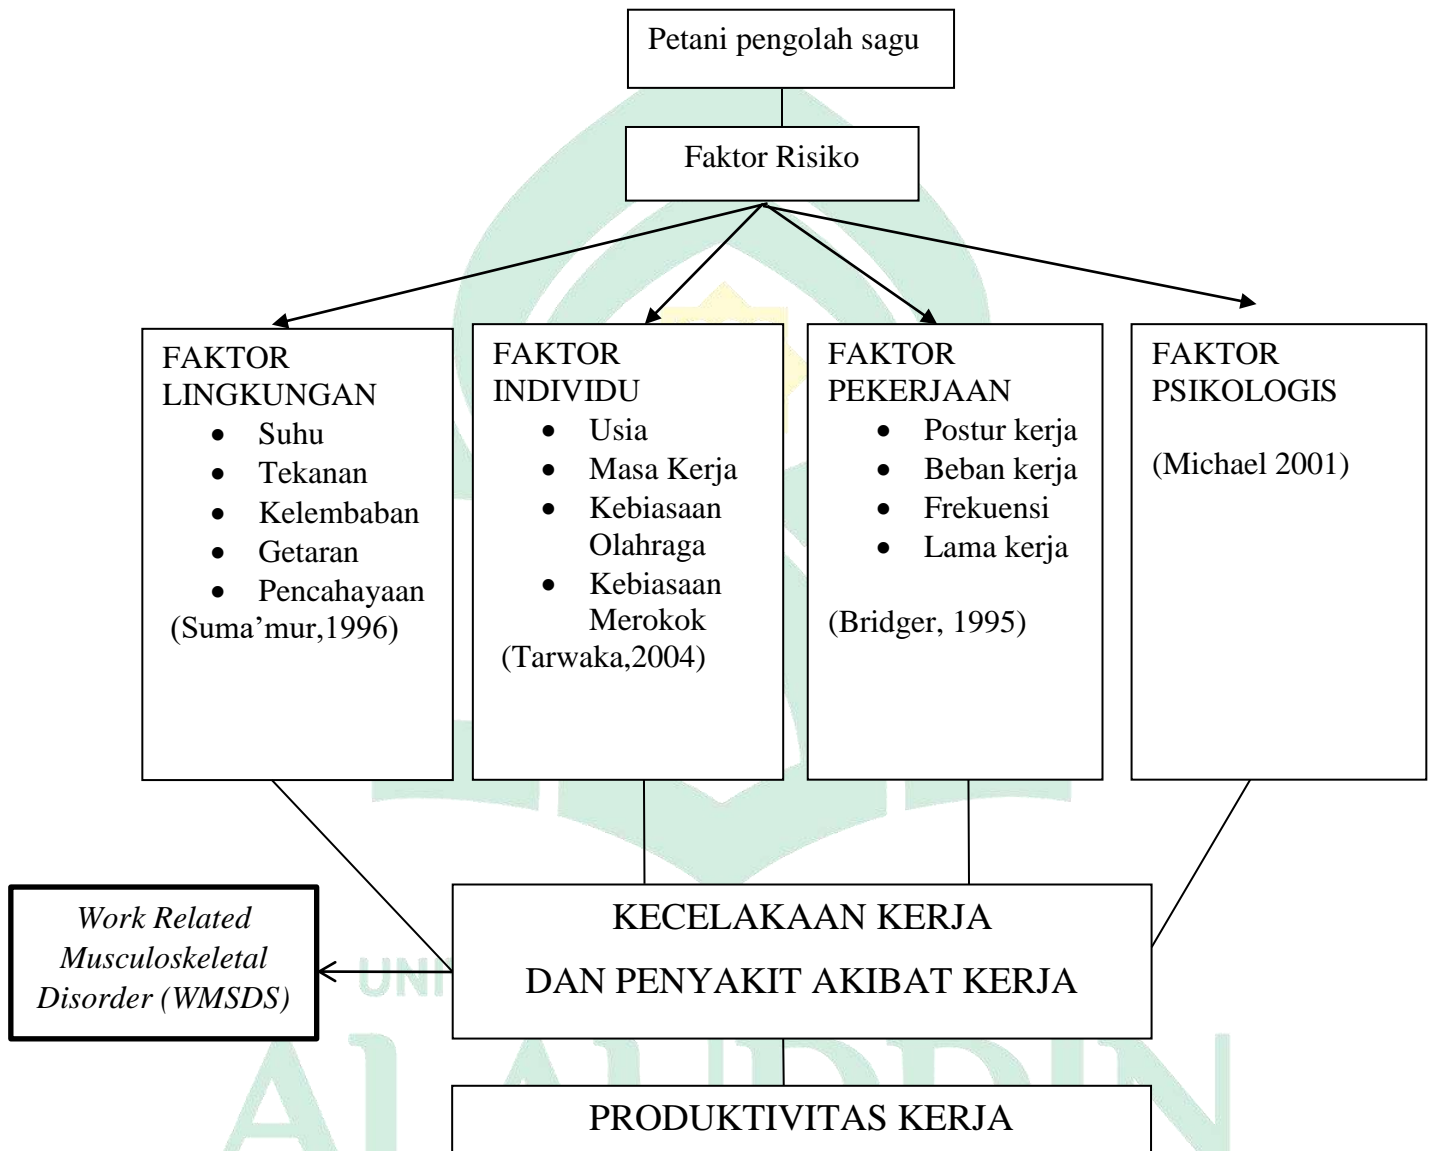 Petani pengolah sagu
Faktor Risiko
FAKTOR
LINGKUNGAN
• Suhu
• Tekanan
• Kelembaban
• Getaran
• Pencahayaan
(Suma’mur,1996)
FAKTOR
INDIVIDU
• Usia
• Masa Kerja
• Kebiasaan
Olahraga
• Kebiasaan
Merokok
(Tarwaka,2004)
FAKTOR
PEKERJAAN
• Postur kerja
• Beban kerja
• Frekuensi
• Lama kerja
(Bridger, 1995)
FAKTOR
PSIKOLOGIS
(Michael 2001)
Work Related
Musculoskeletal
Disorder (WMSDS)
KECELAKAAN KERJA
DAN PENYAKIT AKIBAT KERJA
UNI
ALAUDDIN
PRODUKTIVITAS KERJA